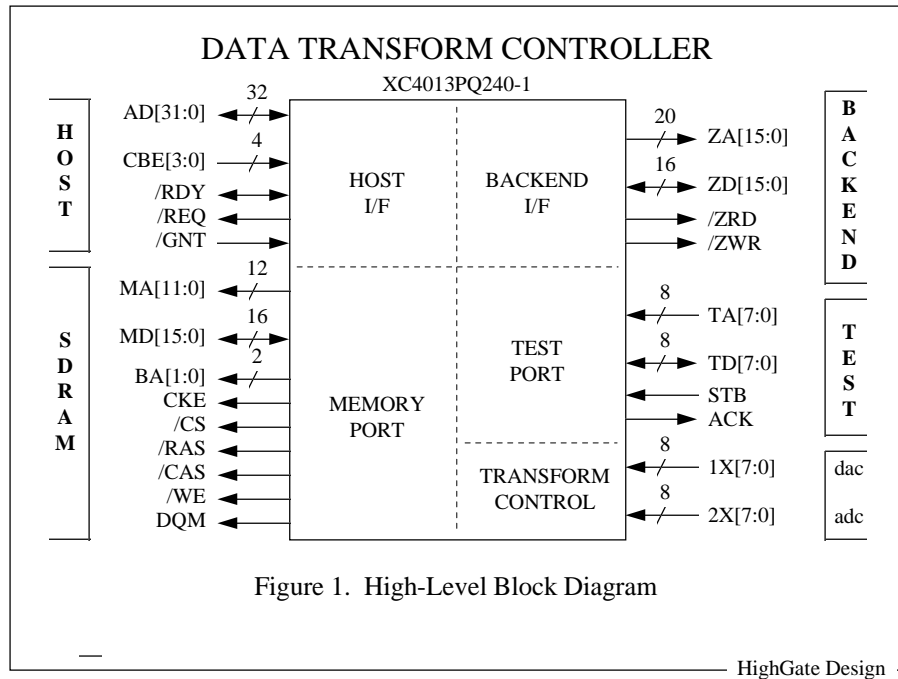 DATA TRANSFORM CONTROLLER
XC4013PQ240-1
HOST
AD[31:0]
32
CBE[3:0]
4
/RDY
/REQ
/GNT
SDRAM
MA[11:0]
12
MD[15:0]
16
BA[1:0]
2
CKE
/CS
/RAS
/CAS
/WE
DQM
HOST
I/F
BACKEND
I/F
MEMORY
PORT
TEST
PORT
TRANSFORM
CONTROL
20
ZA[15:0]
16
ZD[15:0]
/ZRD
/ZWR
BACKEND
8
TA[7:0]
8
TD[7:0]
STB
ACK
TEST
8
1X[7:0]
8
2X[7:0]
dac
adc
Figure 1. High-Level Block Diagram
HighGate Design